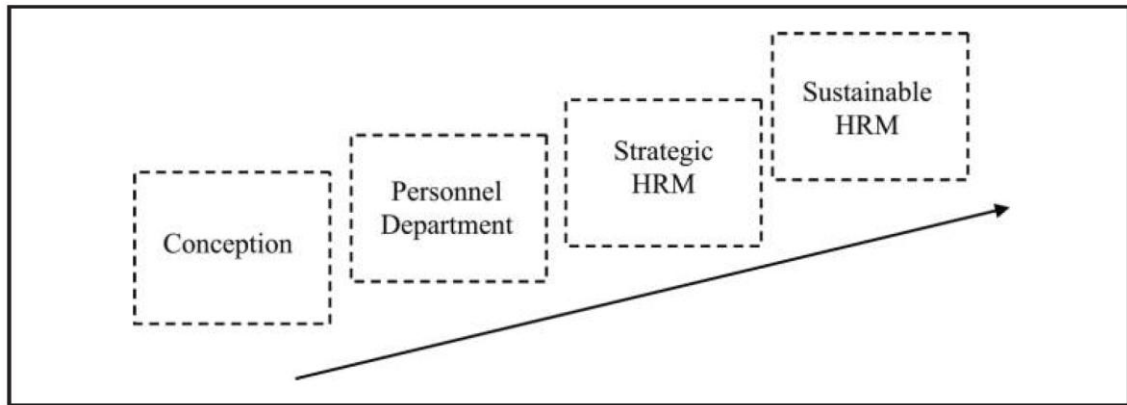 Conception
Personnel
Department
Strategic
HRM
Sustainable
HRM